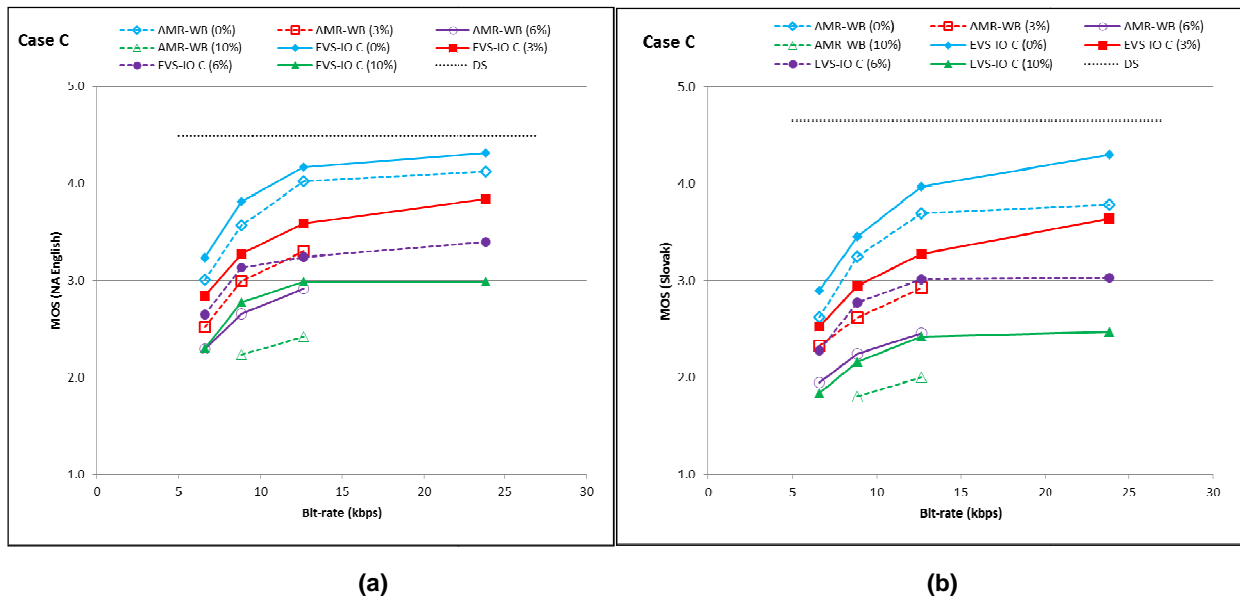 Case C
AMR-WB (0%) AMR-WB (3%) AMR-WB (6%)
AMR-WB (10%) EVS-IO C (0%) EVS-IO C (3%)
EVS-IO C (6%) EVS-IO C (10%) DS
5.0
4.0
3.0
2.0
1.0
MOS (NA English)
0 5 10 15 20 25 30
Bit-rate (kbps)
(a)
Case C
AMR-WB (0%) AMR-WB (3%) AMR-WB (6%)
AMR-WB (10%) EVS-IO C (0%) EVS-IO C (3%)
EVS-IO C (6%) EVS-IO C (10%) DS
5.0
4.0
3.0
2.0
1.0
MOS (Slovak)
0 5 10 15 20 25 30
Bit-rate (kbps)
(b)